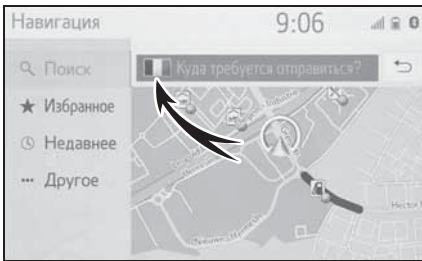 Навигация
9:06
Поиск
Куда требуется отправиться?
Избранное
Недавнее
Другое